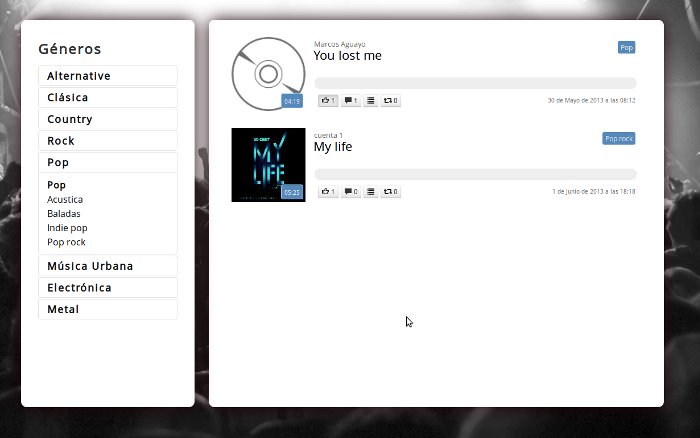 Géneros
Alternative
Clásica
Country
Rock
Pop
Pop
Acustica
Baladas
Indie pop
Pop rock
Música Urbana
Electrónica
Metal
Marcos Aguayo
Pop
You lost me
04:19
1 1 0
30 de Mayo de 2013 a las 08:12
cuenta 1
Pop rock
My life
MY
LIFE
05:25
1 0 0
1 de Junio de 2013 a las 18:18